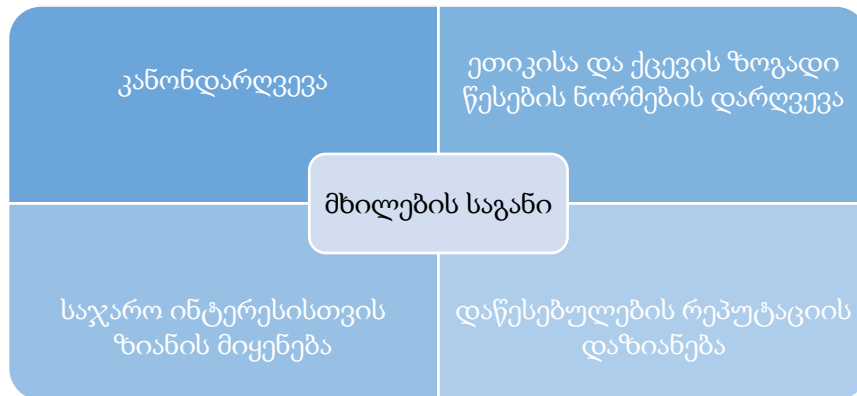 კანონდარღვევა
ეთიკისა და ქცევის ზოგადი
წესების ნორმების დარღვევა
მხილების საგანი
საჯარო ინტერესისთვის
ზიანის მიყენება
დაწესებულების რეპუტაციის
დაზიანება